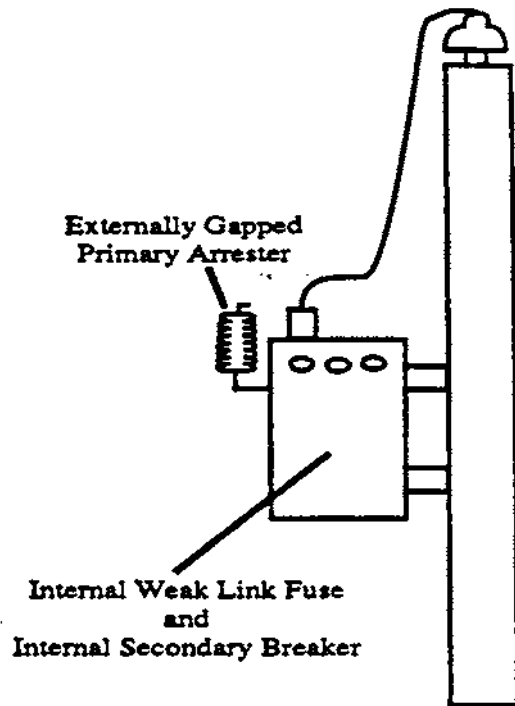 Externally Gapped
Primary Arrester
Internal Weak Link Fuse
and
Internal Secondary Breaker